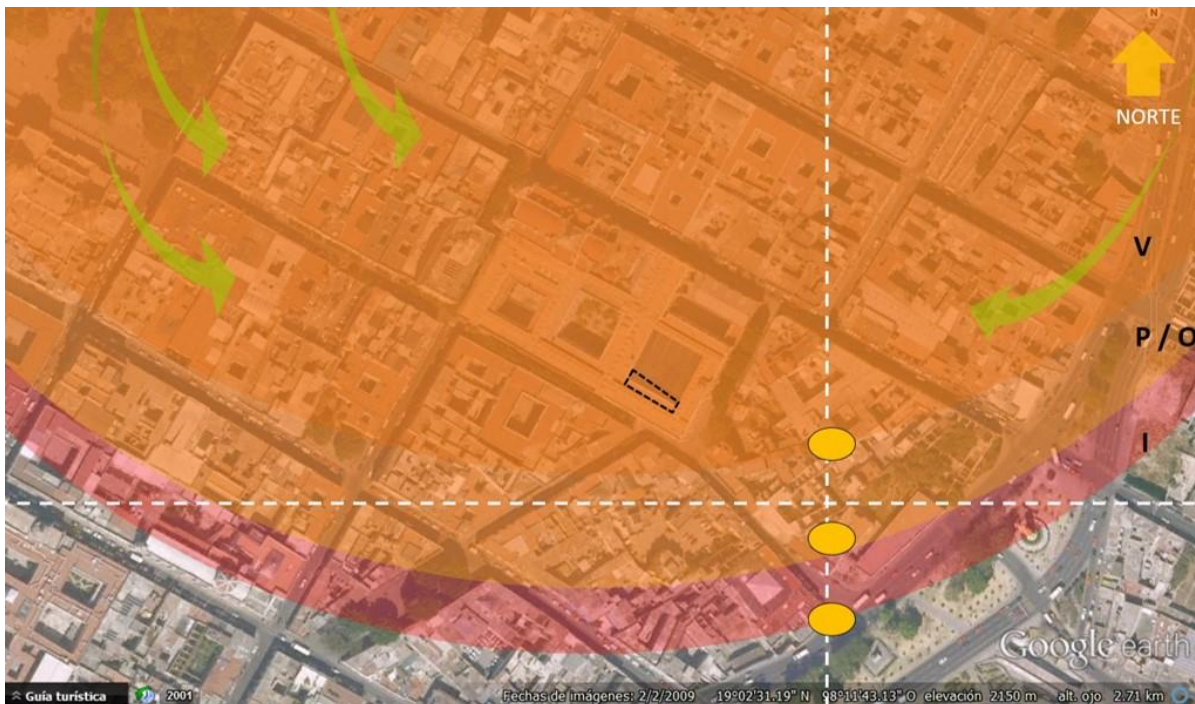 N
NORTE
V
P / O
I
Google earth
Guía turística
2001
Fechas de imágenes: 2/2/2009 19°02'31.19" N 98°11'43.13" O elevación 2150 m alt. ojo 2.71 km